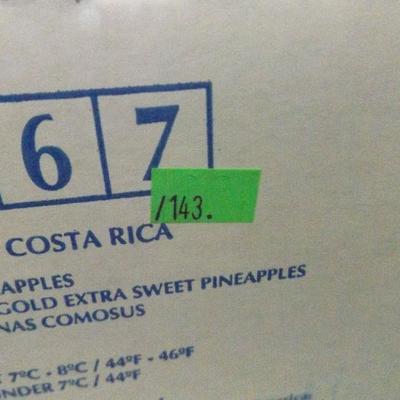 6 7
/143.
COSTA RICA
APPLES
GOLD EXTRA SWEET PINEAPPLES
NAS COMOSUS
7ºC - 8ºC / 44ºF - 46ºF
NDER 7ºC / 44ºF